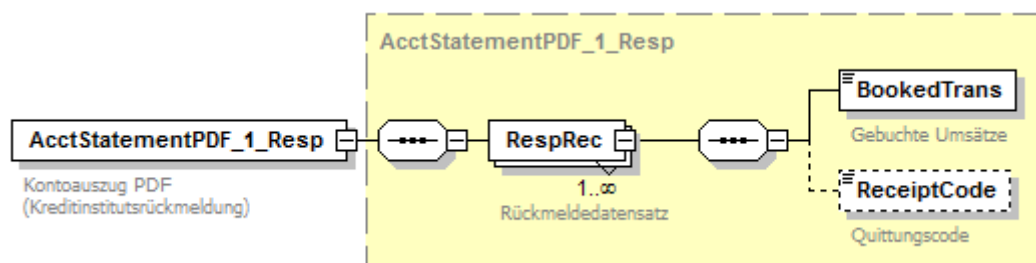 AcctStatementPDF_1_Resp
AcctStatementPDF_1_Resp
Kontoauszug PDF
(Kreditinstitutsrückmeldung)
RespRec
1..∞
Rückmeldedatensatz
BookedTrans
Gebuchte Umsätze
ReceiptCode
Quittungscode